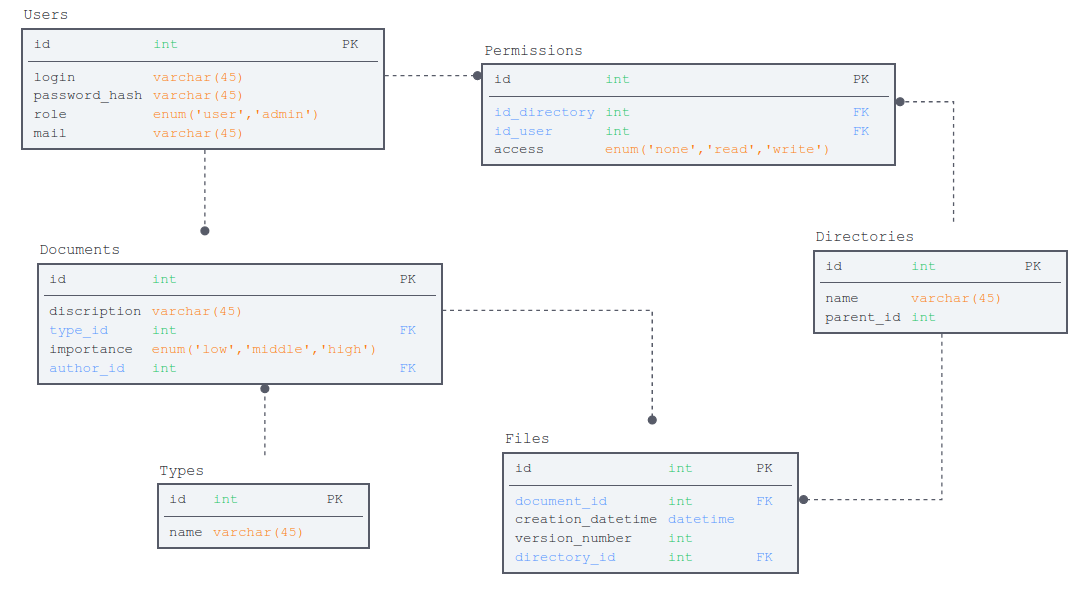 Users
id int PK
login varchar(45)
password_hash varchar(45)
role enum('user','admin')
mail varchar(45)
Permissions
id int PK
id_directory int FK
id_user int FK
access enum('none','read','write')
Documents
id int PK
discription varchar(45)
type_id int FK
importance enum('low','middle','high')
author_id int FK
Directories
id int PK
name varchar(45)
parent_id int
Types
id int PK
name varchar(45)
Files
id int PK
document_id int FK
creation_datetime datetime
version_number int
directory_id int FK